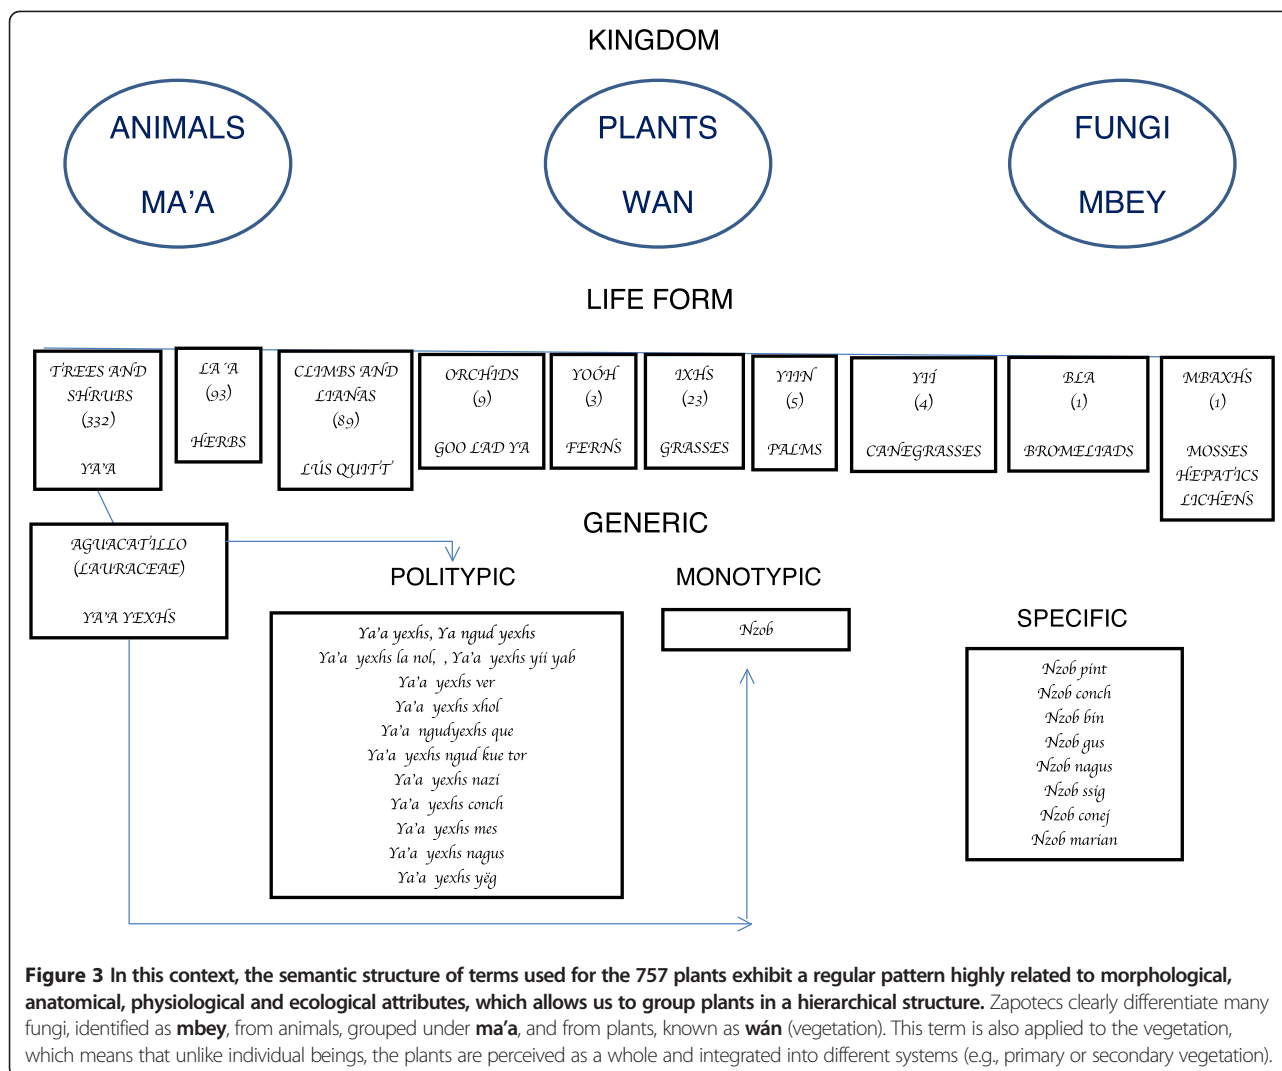 KINGDOM
ANIMALS
MA’A
PLANTS
WAN
FUNGI
MBEY
LIFE FORM
TREES AND
SHRUBS
(332)
YA'A
LA ´A
(93)
HERBS
CLIMBS AND
LIANAS
(89)
LÚS QUITT
ORCHIDS
(9)
GOO LAD YA
YOÓH
(3)
FERNS
IXHS
(23)
GRASSES
YIIN
(5)
PALMS
YIÍ
(4)
CANEGRASSES
BLA
(1)
BROMELIADS
MBAXHS
(1)
MOSSES
HEPATICS
LICHENS
GENERIC
AGUACATILLO
(LAURACEAE)
YA'A YEXHS
POLITYPIC
Ya'a yexhs, Ya ngud yexhs
Ya'a yexhs la nol, , Ya'a yexhs yií yab
Ya'a yexhs ver
Ya'a yexhs xhol
Ya'a ngudyexhs que
Ya'a yexhs ngud kue tor
Ya'a yexhs nazi
Ya'a yexhs conch
Ya'a yexhs mes
Ya'a yexhs nagus
Ya'a yexhs yëg
MONOTYPIC
Nzob
SPECIFIC
Nzob pint
Nzob conch
Nzob bin
Nzob gus
Nzob nagus
Nzob ssig
Nzob conej
Nzob marian
Figure 3 In this context, the semantic structure of terms used for the 757 plants exhibit a regular pattern highly related to morphological,
anatomical, physiological and ecological attributes, which allows us to group plants in a hierarchical structure. Zapotecs clearly differentiate many
fungi, identified as mbey, from animals, grouped under ma’a, and from plants, known as wán (vegetation). This term is also applied to the vegetation,
which means that unlike individual beings, the plants are perceived as a whole and integrated into different systems (e.g., primary or secondary vegetation).